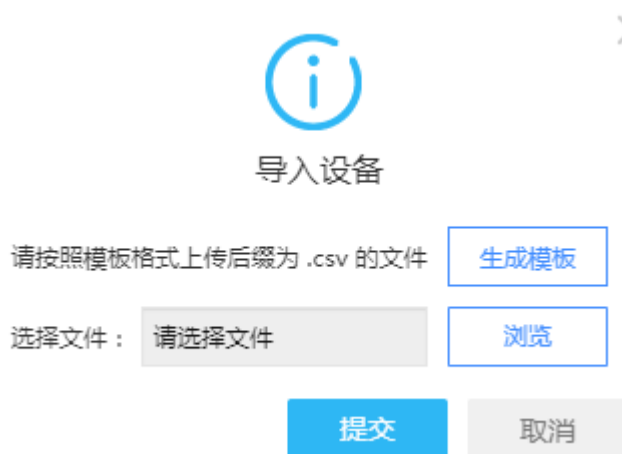 导入设备
请按照模板格式上传后缀为 .csv 的文件 生成模板
选择文件： 请选择文件 浏览
提交 取消